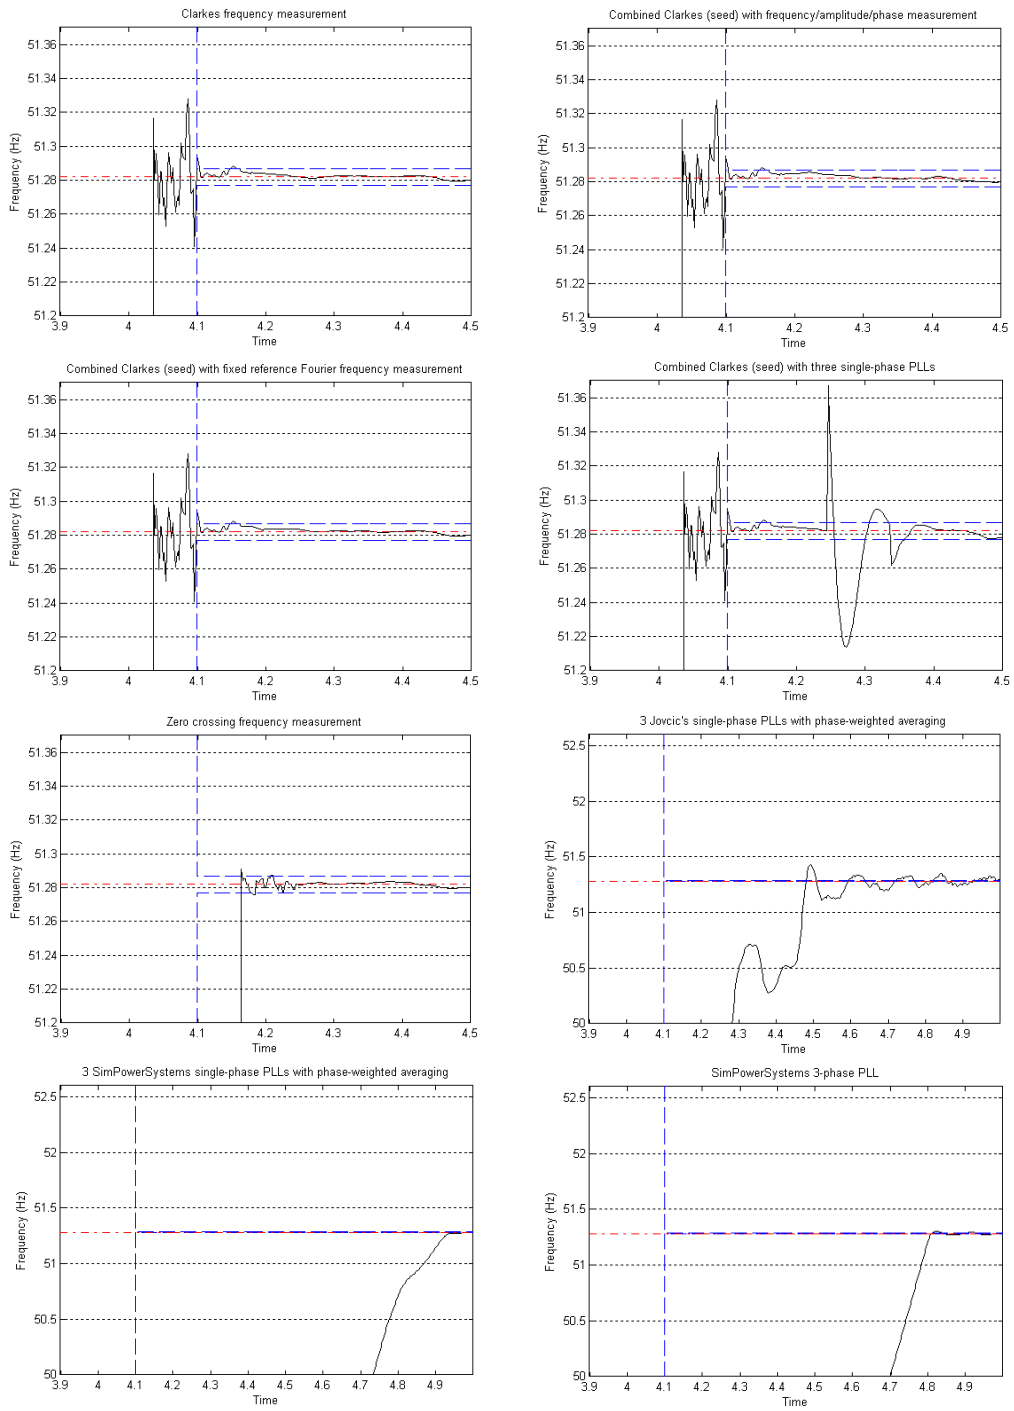 Clarkes frequency measurement
51.36
51.34
51.32
51.3
51.28
51.26
51.24
51.22
51.2
3.9 4 4.1 4.2 4.3 4.4 4.5
Time
Frequency (Hz)
Combined Clarkes (seed) with frequency/amplitude/phase measurement
51.36
51.34
51.32
51.3
51.28
51.26
51.24
51.22
51.2
3.9 4 4.1 4.2 4.3 4.4 4.5
Time
Frequency (Hz)
Combined Clarkes (seed) with fixed reference Fourier frequency measurement
51.36
51.34
51.32
51.3
51.28
51.26
51.24
51.22
51.2
3.9 4 4.1 4.2 4.3 4.4 4.5
Time
Frequency (Hz)
Combined Clarkes (seed) with three single-phase PLLs
51.36
51.34
51.32
51.3
51.28
51.26
51.24
51.22
51.2
3.9 4 4.1 4.2 4.3 4.4 4.5
Time
Frequency (Hz)
Zero crossing frequency measurement
51.36
51.34
51.32
51.3
51.28
51.26
51.24
51.22
51.2
3.9 4 4.1 4.2 4.3 4.4 4.5
Time
Frequency (Hz)
3 Jovcic's single-phase PLLs with phase-weighted averaging
52.5
52
51.5
51
50.5
50
3.9 4 4.1 4.2 4.3 4.4 4.5 4.6 4.7 4.8 4.9
Time
Frequency (Hz)
3 SimPowerSystems single-phase PLLs with phase-weighted averaging
52.5
52
51.5
51
50.5
50
3.9 4 4.1 4.2 4.3 4.4 4.5 4.6 4.7 4.8 4.9
Time
Frequency (Hz)
SimPowerSystems 3-phase PLL
52.5
52
51.5
51
50.5
50
3.9 4 4.1 4.2 4.3 4.4 4.5 4.6 4.7 4.8 4.9
Time
Frequency (Hz)